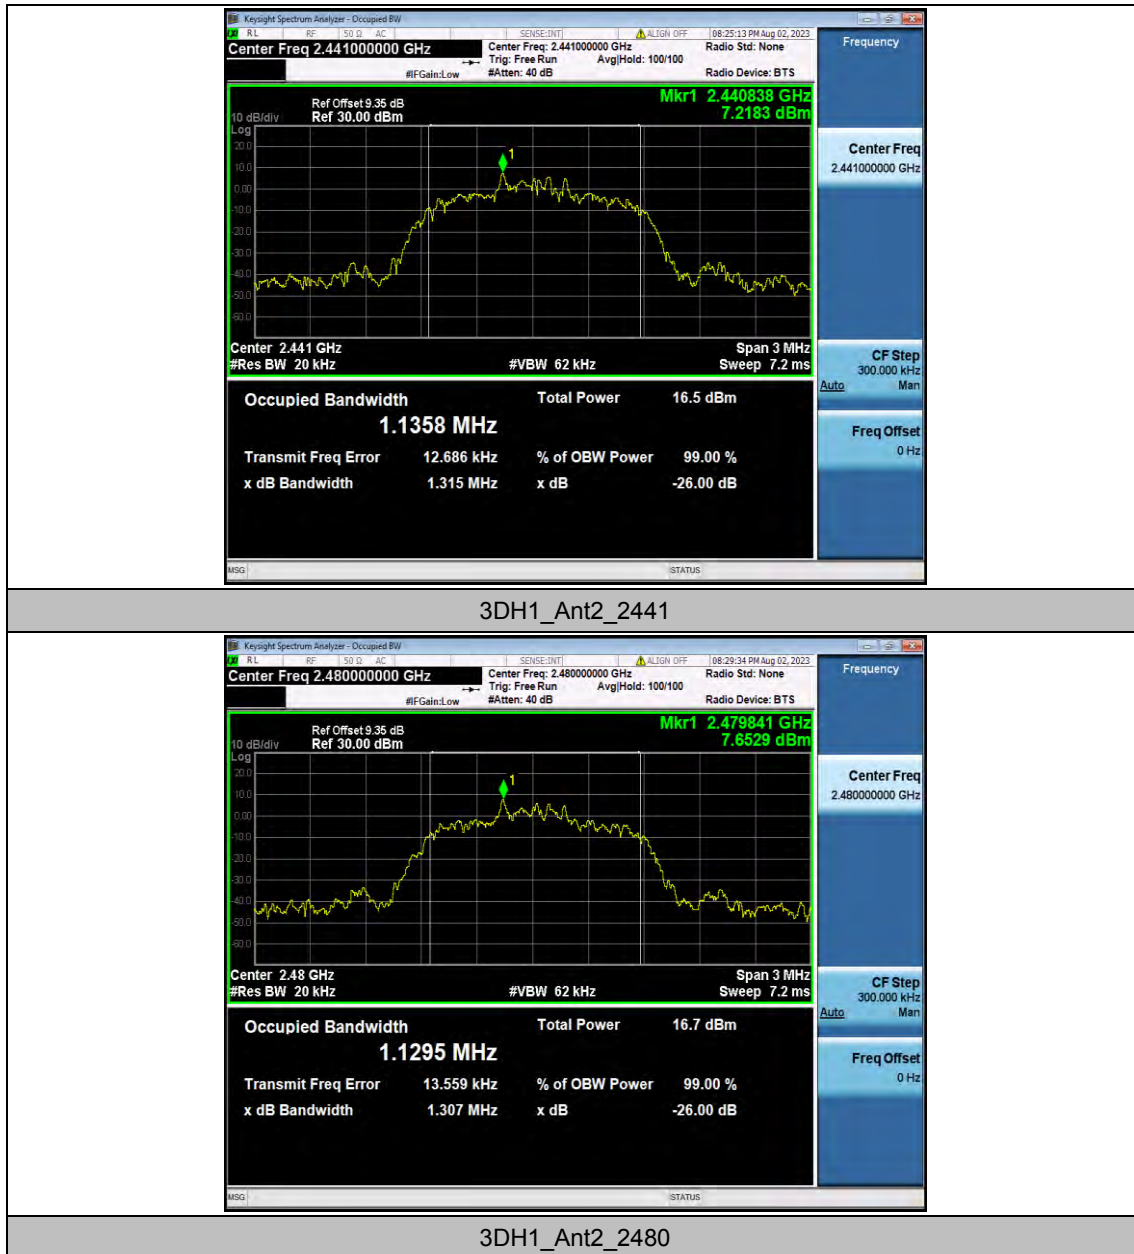 Keysight Spectrum Analyzer - Occupied BW
RL RF 50 Ω AC SENSE:INT ALIGN OFF 08:25:13 PM Aug 02, 2023
Center Freq 2.441000000 GHz Center Freq: 2.441000000 GHz Radio Std: None Frequency
Trig: Free Run Avg|Hold: 100/100
#IFGain:Low #Atten: 40 dB Radio Device: BTS
Mkr1 2.440838 GHz
7.2183 dBm
Ref Offset 9.35 dB
10 dB/div Ref 30.00 dBm
Log
20.0
10.0
0.00
-10.0
-20.0
-30.0
-40.0
-50.0
-60.0
1
Center Freq
2.441000000 GHz
Center 2.441 GHz Span 3 MHz
#Res BW 20 kHz #VBW 62 kHz Sweep 7.2 ms
CF Step
300.000 kHz
Auto Man
Occupied Bandwidth Total Power 16.5 dBm
1.1358 MHz
Freq Offset
0 Hz
Transmit Freq Error 12.686 kHz % of OBW Power 99.00 %
x dB Bandwidth 1.315 MHz x dB -26.00 dB
MSG STATUS
3DH1_Ant2_2441
Keysight Spectrum Analyzer - Occupied BW
RL RF 50 Ω AC SENSE:INT ALIGN OFF 08:29:34 PM Aug 02, 2023
Center Freq 2.480000000 GHz Center Freq: 2.480000000 GHz Radio Std: None Frequency
Trig: Free Run Avg|Hold: 100/100
#IFGain:Low #Atten: 40 dB Radio Device: BTS
Mkr1 2.479841 GHz
7.6529 dBm
Ref Offset 9.35 dB
10 dB/div Ref 30.00 dBm
Log
20.0
10.0
0.00
-10.0
-20.0
-30.0
-40.0
-50.0
-60.0
1
Center Freq
2.480000000 GHz
Center 2.48 GHz Span 3 MHz
#Res BW 20 kHz #VBW 62 kHz Sweep 7.2 ms
CF Step
300.000 kHz
Auto Man
Occupied Bandwidth Total Power 16.7 dBm
1.1295 MHz
Freq Offset
0 Hz
Transmit Freq Error 13.559 kHz % of OBW Power 99.00 %
x dB Bandwidth 1.307 MHz x dB -26.00 dB
MSG STATUS
3DH1_Ant2_2480